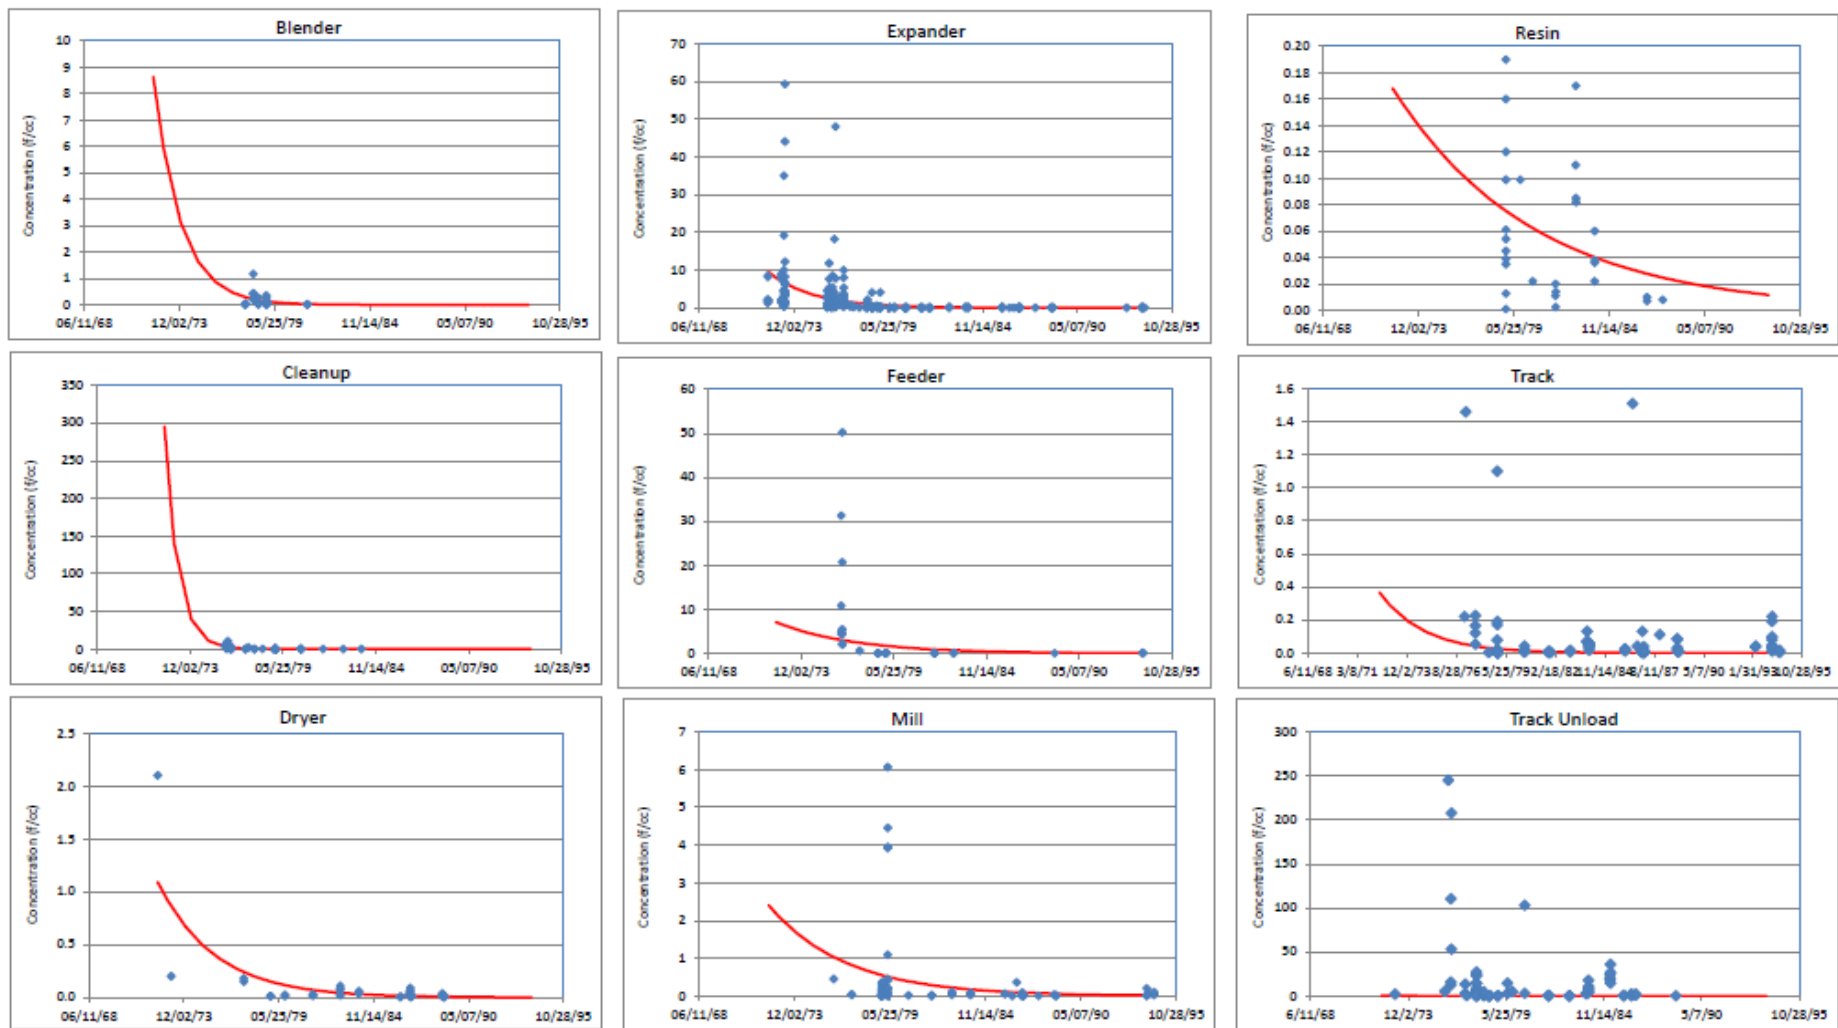 Blender
Concentration (f/cc)
10
9
8
7
6
5
4
3
2
1
0
06/11/68 12/02/73 05/25/79 11/14/84 05/07/90 10/28/95
Expander
Concentration (f/cc)
70
60
50
40
30
20
10
0
06/11/68 12/02/73 05/25/79 11/14/84 05/07/90 10/28/95
Resin
Concentration (f/cc)
0.20
0.18
0.16
0.14
0.12
0.10
0.08
0.06
0.04
0.02
0.00
06/11/68 12/02/73 05/25/79 11/14/84 05/07/90 10/28/95
Cleanup
Concentration (f/cc)
350
300
250
200
150
100
50
0
06/11/68 12/02/73 05/25/79 11/14/84 05/07/90 10/28/95
Feeder
Concentration (f/cc)
60
50
40
30
20
10
0
06/11/68 12/02/73 05/25/79 11/14/84 05/07/90 10/28/95
Track
Concentration (f/cc)
1.6
1.4
1.2
1.0
0.8
0.6
0.4
0.2
0.0
6/11/68 3/8/71 12/2/73 8/28/76 5/25/79 2/18/82 11/14/84 8/11/87 5/7/90 1/31/93 10/28/95
Dryer
Concentration (f/cc)
2.5
2.0
1.5
1.0
0.5
0.0
06/11/68 12/02/73 05/25/79 11/14/84 05/07/90 10/28/95
Mill
Concentration (f/cc)
7
6
5
4
3
2
1
0
06/11/68 12/02/73 05/25/79 11/14/84 05/07/90 10/28/95
Track Unload
Concentration (f/cc)
300
250
200
150
100
50
0
6/11/68 12/2/73 5/25/79 11/14/84 5/7/90 10/28/95